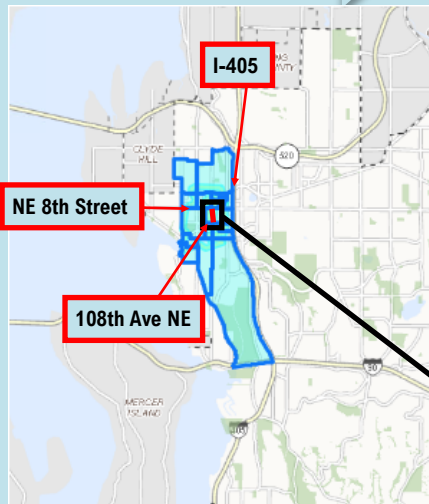 I-405
CLYDE
HILL
520
NE 8th Street
108th Ave NE
90
MERCER
ISLAND
405